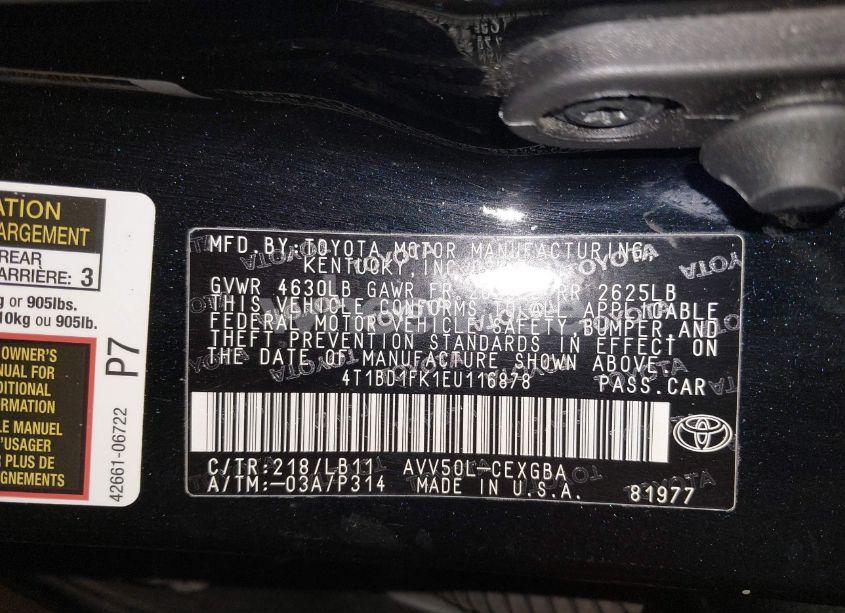 ATION
ARGEMENT
REAR
ARRIÈRE: 3
g or 905lbs.
10kg ou 905lb.
OWNER'S
NUAL FOR
DITIONAL
ORMATION
LE MANUEL
'USAGER
US DE
EIGNEMENTS
P7
42661-06722
MFD. BY: TOYOTA MOTOR MANUFACTURING
KENTUCKY, INC.
GVWR 4630LB GAWR FR RR 2625LB
THIS VEHICLE CONFORMS TO ALL APPLICABLE
FEDERAL MOTOR VEHICLE SAFETY, BUMPER, AND
THEFT PREVENTION STANDARDS IN EFFECT ON
THE DATE OF MANUFACTURE SHOWN ABOVE.
4T1BD1FK1EU116878 PASS. CAR
C/TR: 218/LB11 AVV50L-CEXGBA
A/TM: -03A/P314 MADE IN U.S.A. 81977